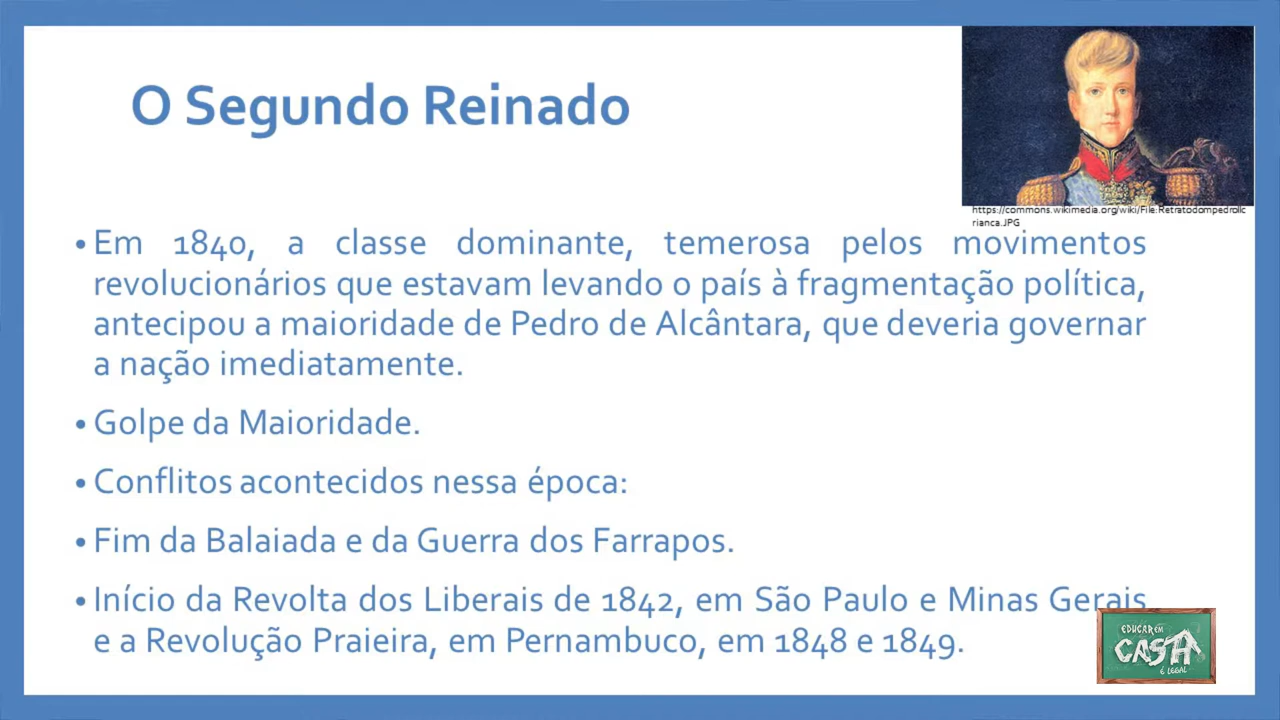 O Segundo Reinado
https://commons.wikimedia.org/wiki/File:RetratodompedroIIc
rianca.JPG
• Em 1840, a classe dominante, temerosa pelos movimentos
revolucionários que estavam levando o país à fragmentação política,
antecipou a maioridade de Pedro de Alcântara, que deveria governar
a nação imediatamente.
• Golpe da Maioridade.
• Conflitos acontecidos nessa época:
• Fim da Balaiada e da Guerra dos Farrapos.
• Início da Revolta dos Liberais de 1842, em São Paulo e Minas Gerais
e a Revolução Praieira, em Pernambuco, em 1848 e 1849.
EDUCAR EM
CASA
É LEGAL